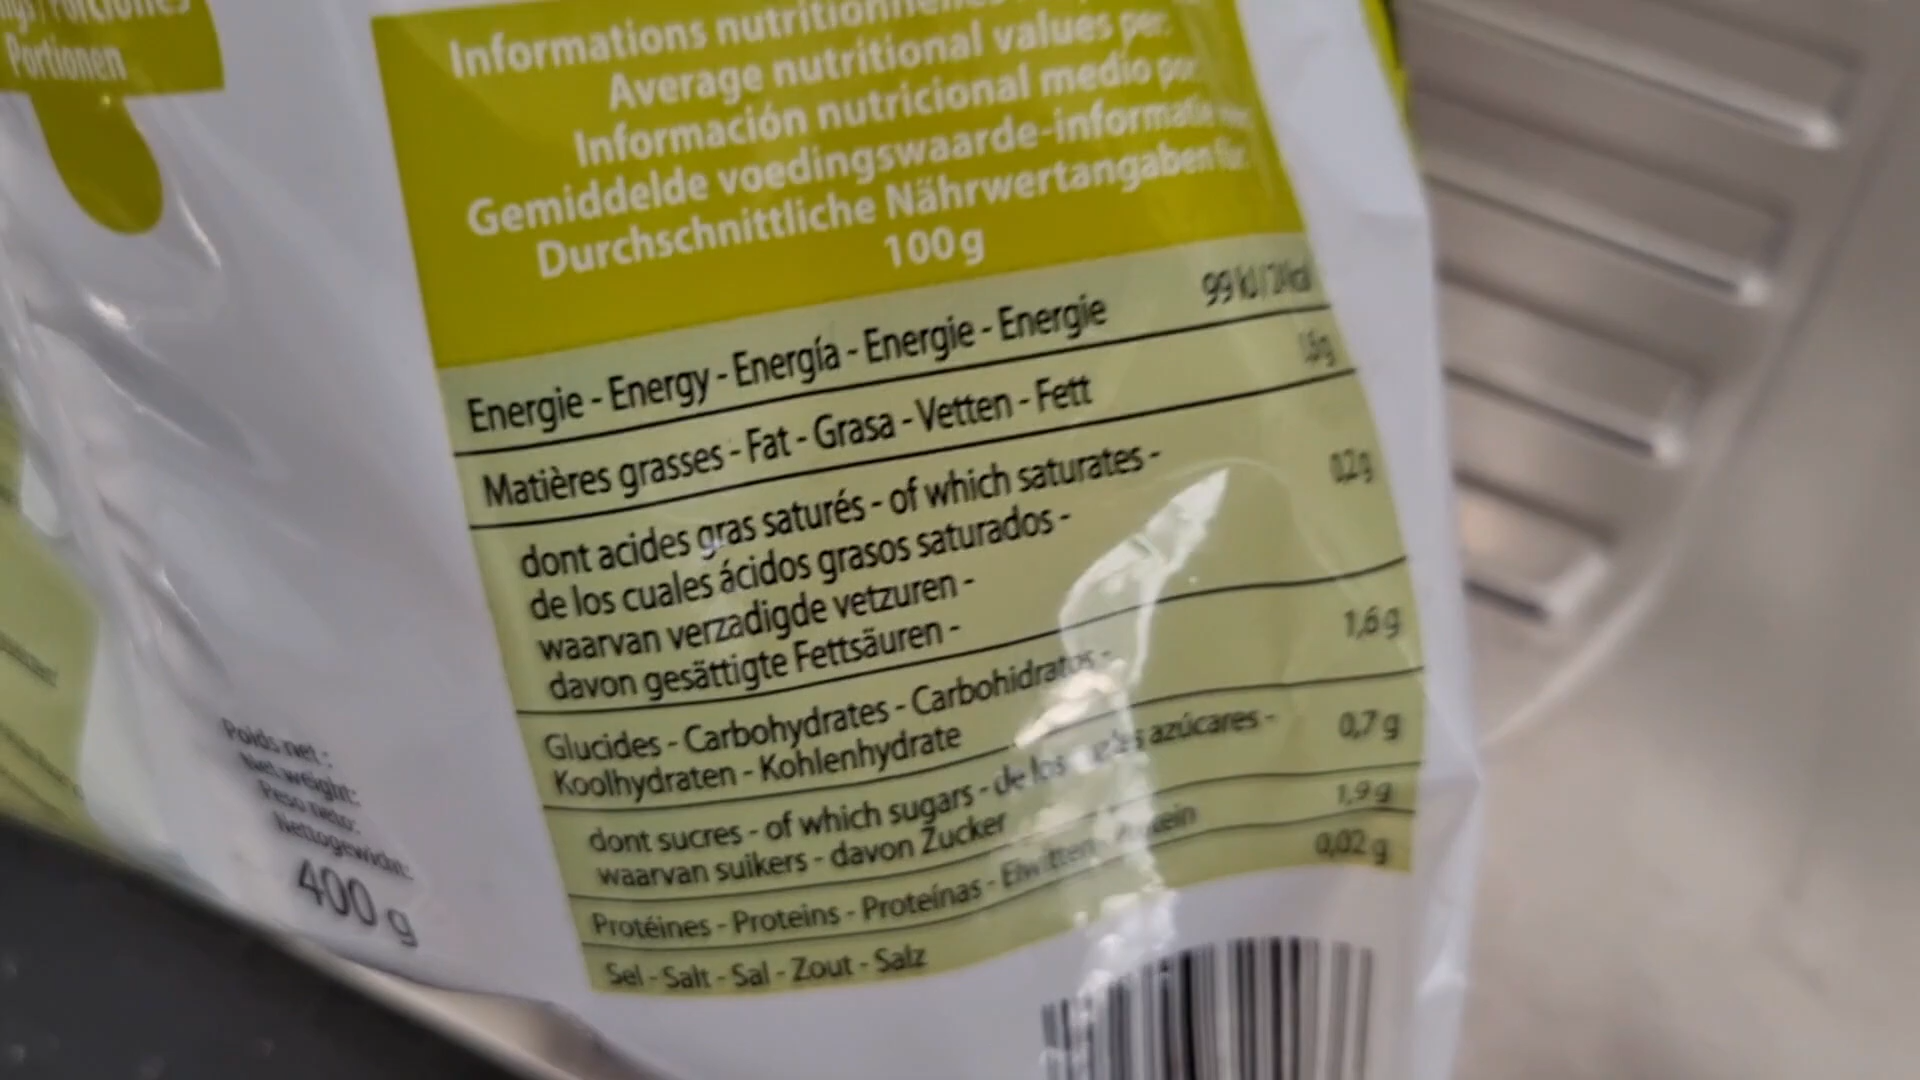 Portionen
Informations
Average nutritional values per:
Información nutricional medio por:
Gemiddelde voedingswaarde-informatie
Durchschnittliche Nährwertangaben für:
100 g
Energie - Energy - Energía - Energie - Energie
Matières grasses - Fat - Grasa - Vetten - Fett
dont acides gras saturés - of which saturates - 0,2 g
de los cuales ácidos grasos saturados -
waarvan verzadigde vetzuren -
davon gesättigte Fettsäuren -
Glucides - Carbohydrates - Carbohidratos - 1,6 g
Koolhydraten - Kohlenhydrate
dont sucres - of which sugars - de los azúcares - 0,7 g
waarvan suikers - davon Zucker
Protéines - Proteins - Proteínas - Eiwitten 1,9 g
Sel - Salt - Sal - Zout - Salz 0,02 g
Poids net :
Net weight:
Peso neto:
Nettogewicht:
400 g